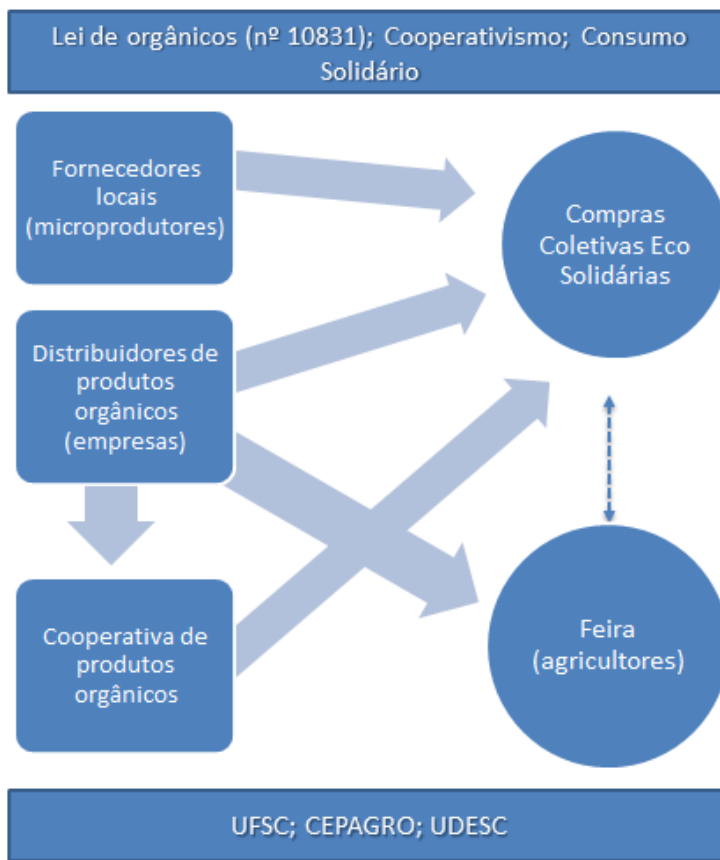 Lei de orgânicos (nº 10831); Cooperativismo; Consumo
Solidário
Fornecedores
locais
(microprodutores)
Compras
Coletivas Eco
Solidárias
Distribuidores de
produtos
orgânicos
(empresas)
Cooperativa de
produtos
orgânicos
Feira
(agricultores)
UFSC; CEPAGRO; UDESC